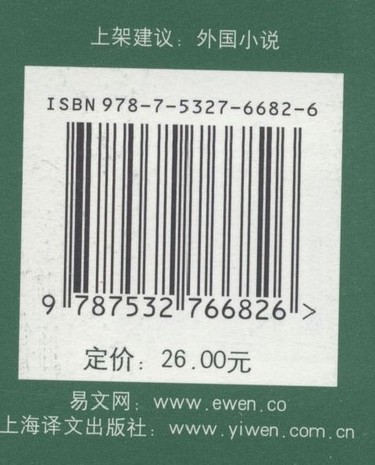 上架建议：外国小说
ISBN 978-7-5327-6682-6
9 787532 766826 >
定价：26.00元
易文网：www.ewen.co
上海译文出版社：www.yiwen.com.cn